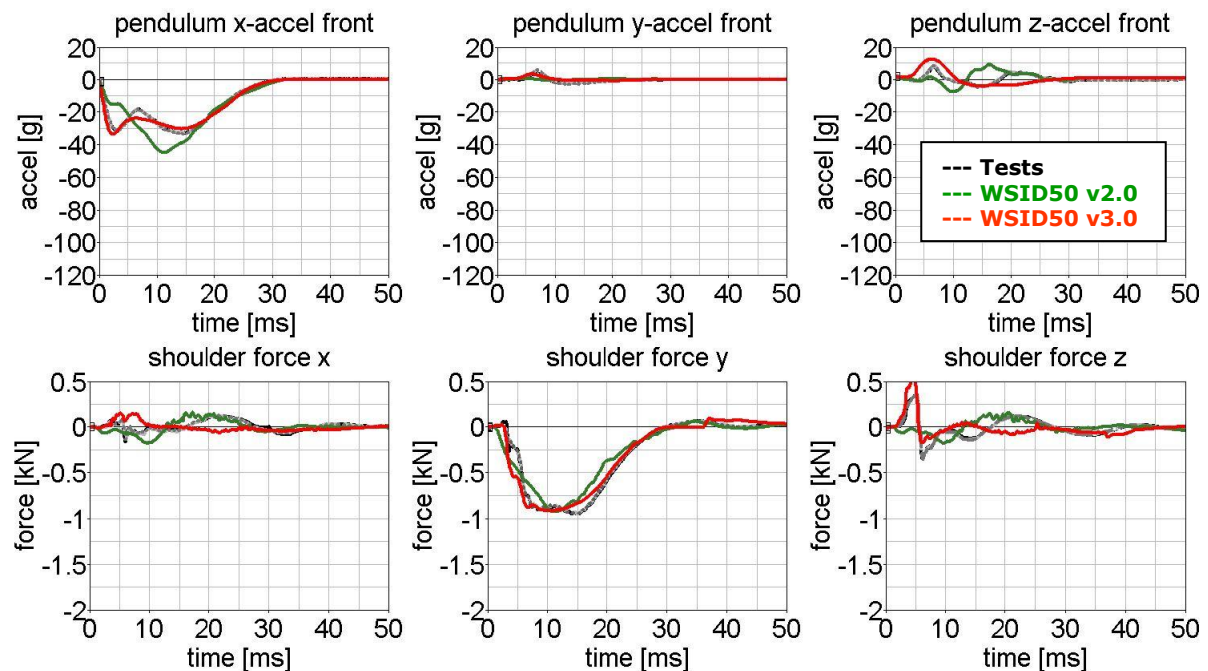 pendulum x-accel front
20
0
-20
-40
-60
-80
-100
-120
accel [g]
0 10 20 30 40 50
time [ms]
pendulum y-accel front
20
0
-20
-40
-60
-80
-100
-120
accel [g]
0 10 20 30 40 50
time [ms]
pendulum z-accel front
20
0
-20
-40
-60
-80
-100
-120
accel [g]
0 10 20 30 40 50
time [ms]
--- Tests
--- WSID50 v2.0
--- WSID50 v3.0
shoulder force x
0.5
0
-0.5
-1
-1.5
-2
force [kN]
0 10 20 30 40 50
time [ms]
shoulder force y
0.5
0
-0.5
-1
-1.5
-2
force [kN]
0 10 20 30 40 50
time [ms]
shoulder force z
0.5
0
-0.5
-1
-1.5
-2
force [kN]
0 10 20 30 40 50
time [ms]